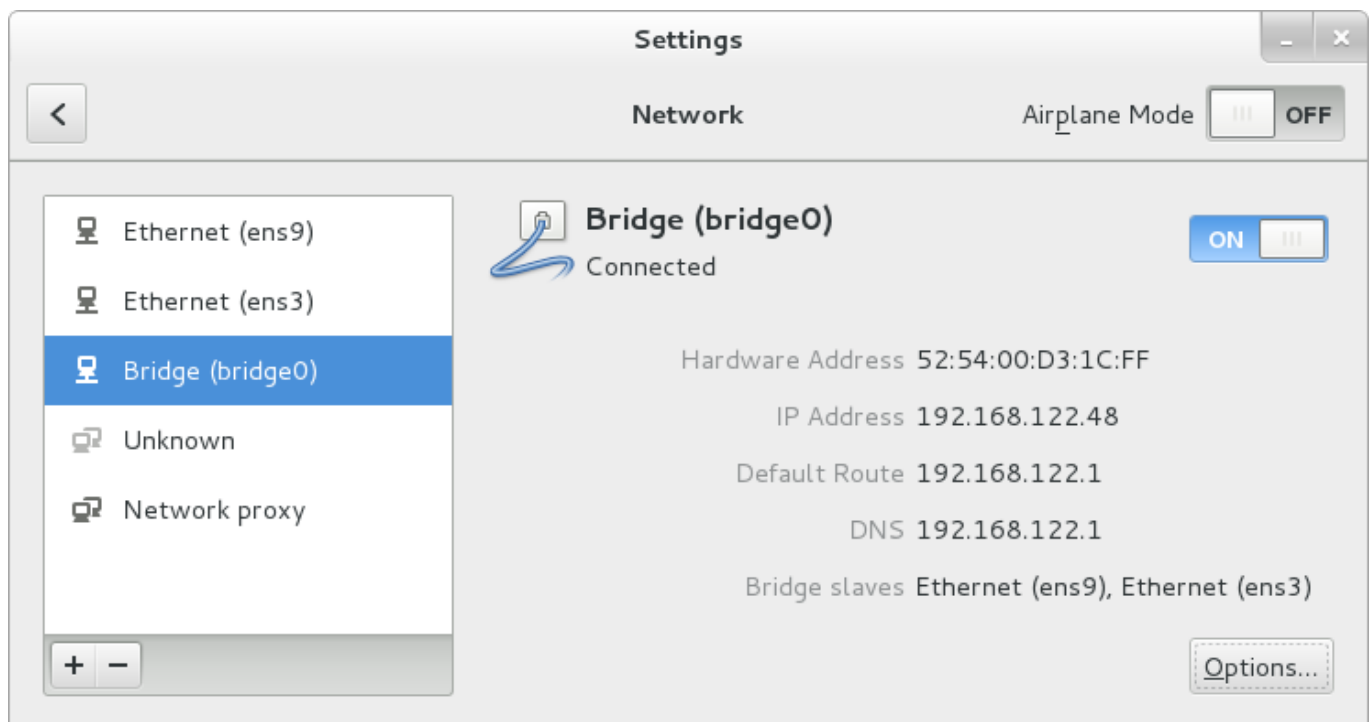 Settings
Network
Airplane Mode OFF
Ethernet (ens9)
Ethernet (ens3)
Bridge (bridge0)
Unknown
Network proxy
Bridge (bridge0)
Connected
ON
Hardware Address 52:54:00:D3:1C:FF
IP Address 192.168.122.48
Default Route 192.168.122.1
DNS 192.168.122.1
Bridge slaves Ethernet (ens9), Ethernet (ens3)
Options...